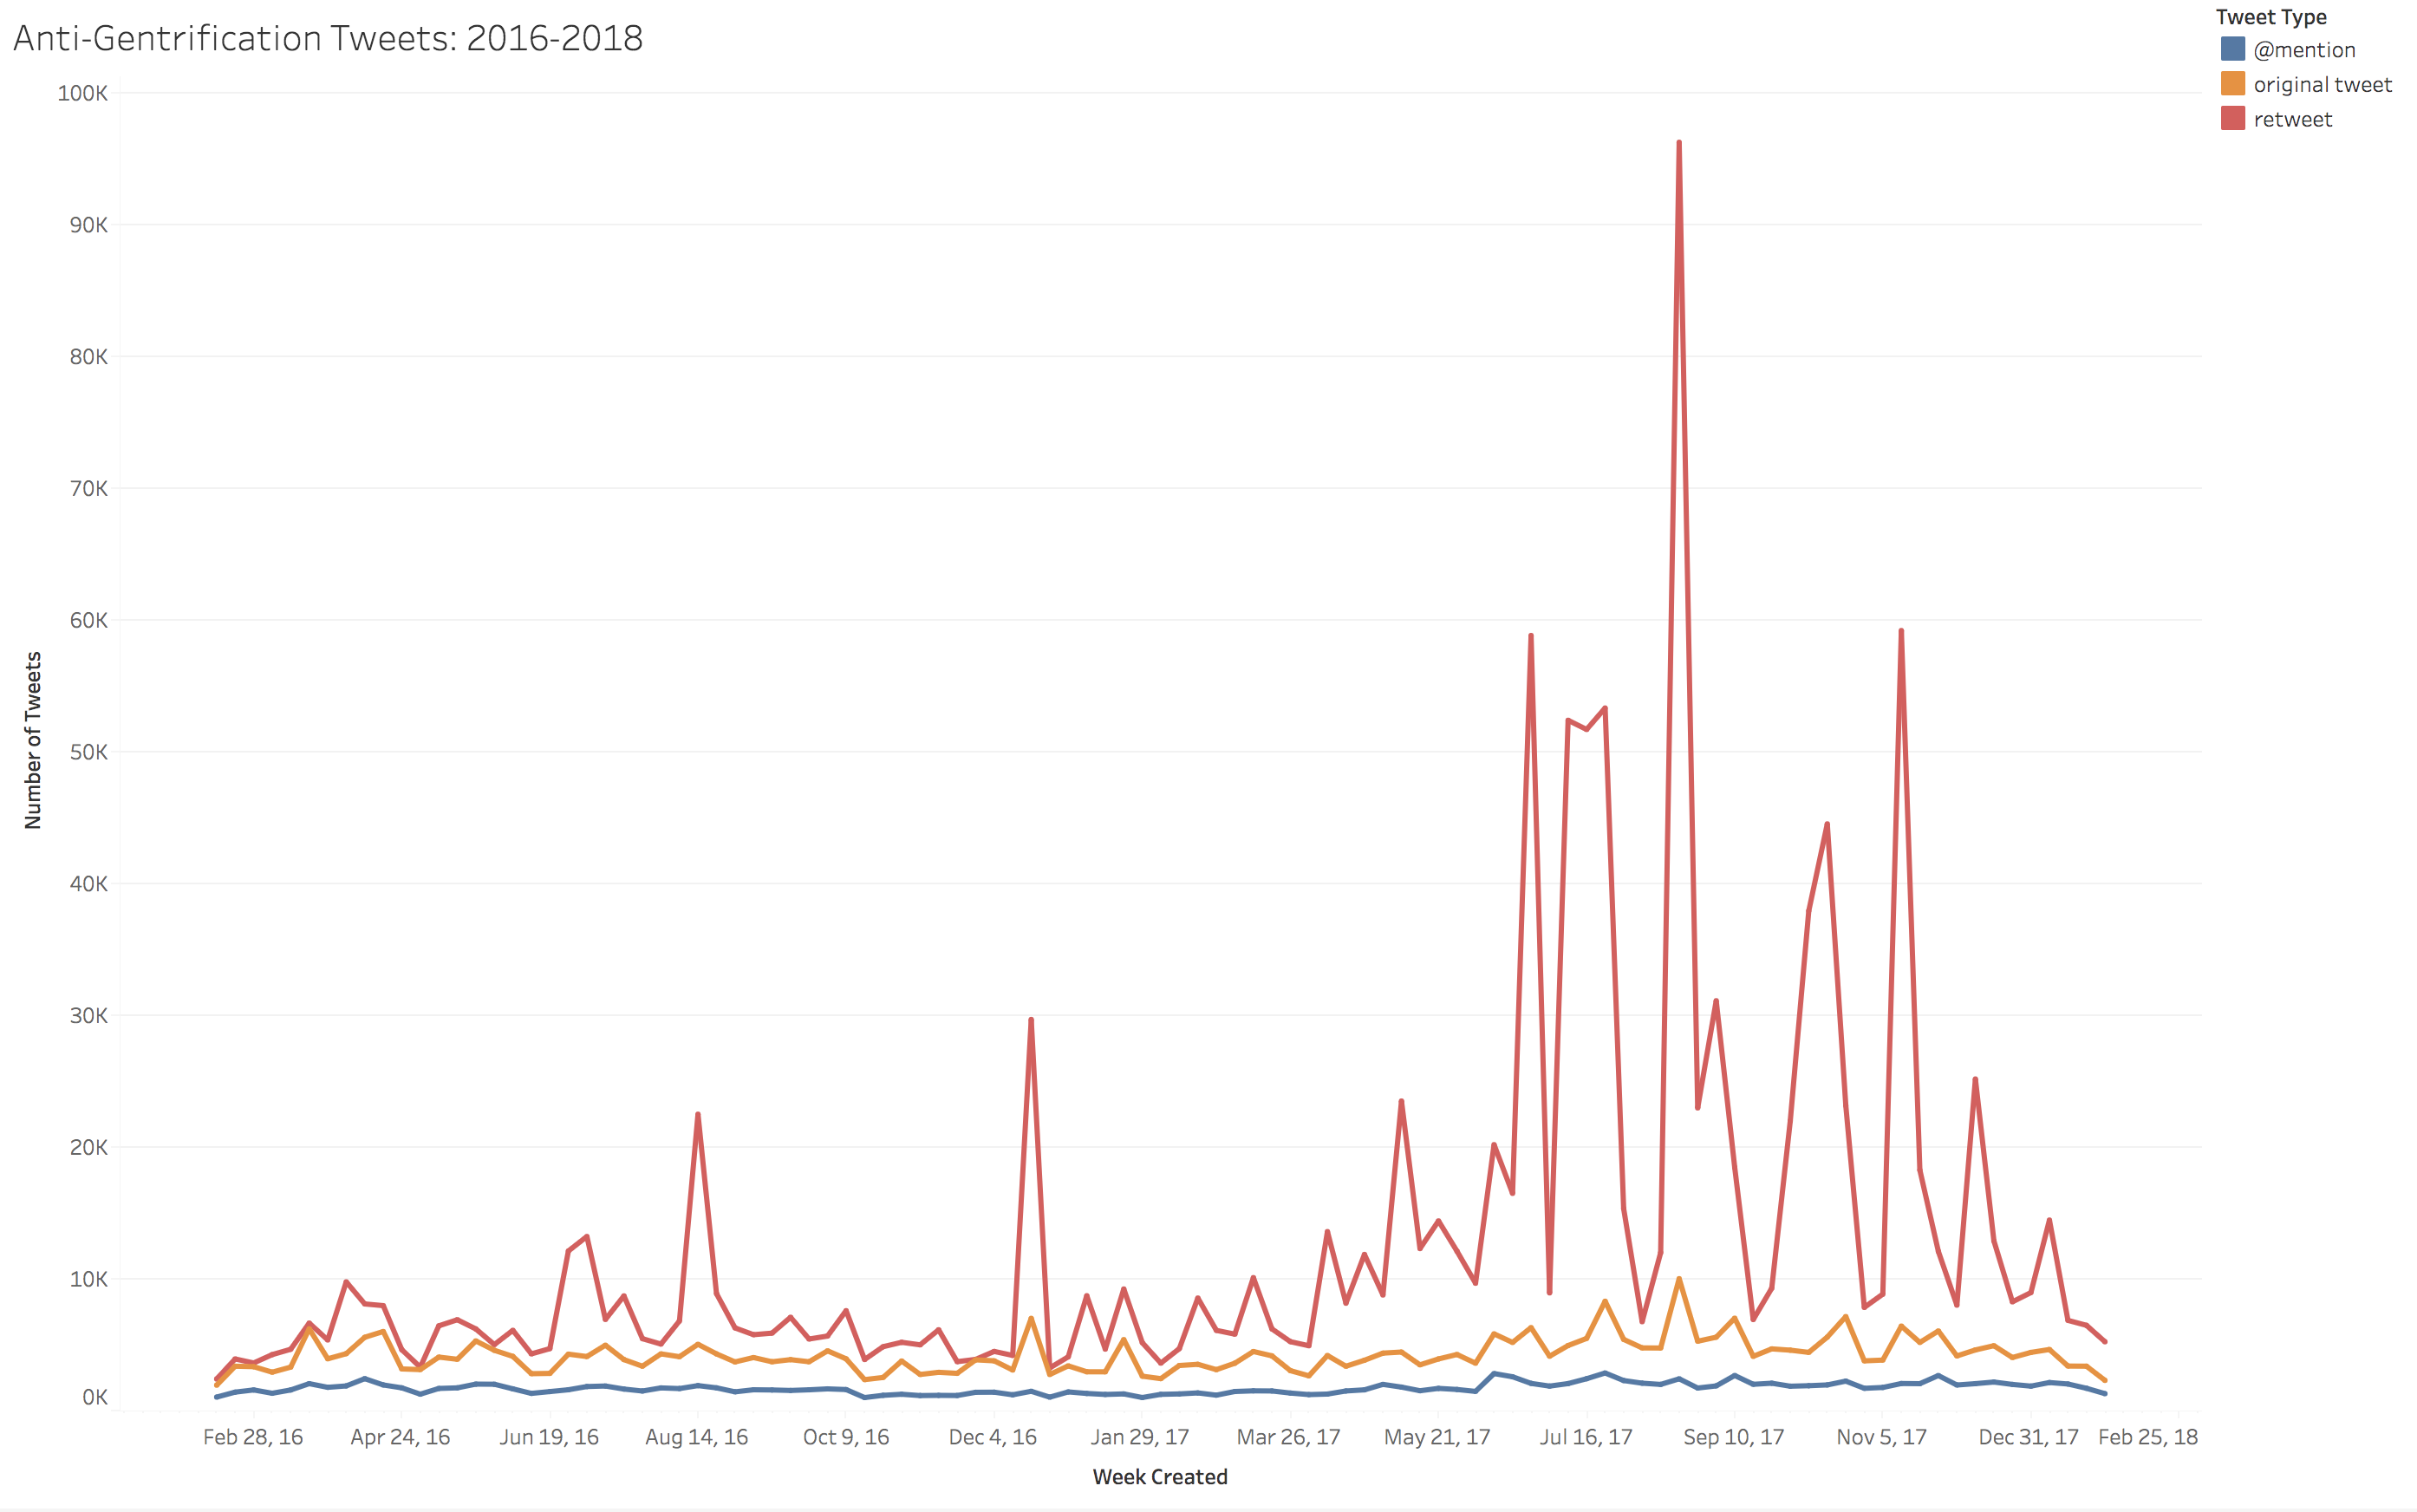 Anti-Gentrification Tweets: 2016-2018
Tweet Type
@mention
original tweet
retweet
100K
90K
80K
70K
60K
50K
40K
30K
20K
10K
0K
Number of Tweets
Feb 28, 16 Apr 24, 16 Jun 19, 16 Aug 14, 16 Oct 9, 16 Dec 4, 16 Jan 29, 17 Mar 26, 17 May 21, 17 Jul 16, 17 Sep 10, 17 Nov 5, 17 Dec 31, 17 Feb 25, 18
Week Created